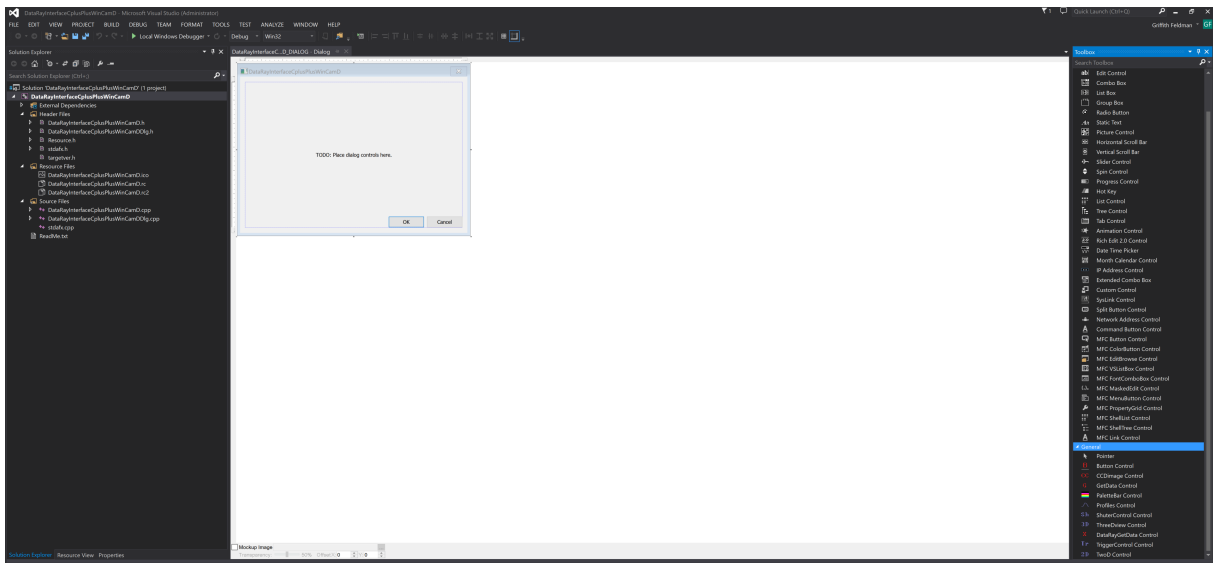 DataRayInterfaceCplusPlusWinCamD - Microsoft Visual Studio (Administrator)
1
Quick Launch (Ctrl+Q)
FILE EDIT VIEW PROJECT BUILD DEBUG TEAM FORMAT TOOLS TEST ANALYZE WINDOW HELP
Griffith Feldman
GF
Local Windows Debugger
Debug
Win32
Solution Explorer
Search Solution Explorer (Ctrl+;)
Solution 'DataRayInterfaceCplusPlusWinCamD' (1 project)
DataRayInterfaceCplusPlusWinCamD
External Dependencies
Header Files
DataRayInterfaceCplusPlusWinCamD.h
DataRayInterfaceCplusPlusWinCamDDlg.h
Resource.h
stdafx.h
targetver.h
Resource Files
DataRayInterfaceCplusPlusWinCamD.ico
DataRayInterfaceCplusPlusWinCamD.rc
DataRayInterfaceCplusPlusWinCamD.rc2
Source Files
DataRayInterfaceCplusPlusWinCamD.cpp
DataRayInterfaceCplusPlusWinCamDDlg.cpp
stdafx.cpp
ReadMe.txt
Solution Explorer
Resource View
Properties
DataRayInterfaceC...D_DIALOG - Dialog
DataRayInterfaceCplusPlusWinCamD
TODO: Place dialog controls here.
OK
Cancel
Mockup Image
Transparency: 50% Offset X: 0 Y: 0
Toolbox
Search Toolbox
Edit Control
Combo Box
List Box
Group Box
Radio Button
Static Text
Picture Control
Horizontal Scroll Bar
Vertical Scroll Bar
Slider Control
Spin Control
Progress Control
Hot Key
List Control
Tree Control
Tab Control
Animation Control
Rich Edit 2.0 Control
Date Time Picker
Month Calendar Control
IP Address Control
Extended Combo Box
Custom Control
SysLink Control
Split Button Control
Network Address Control
Command Button Control
MFC Button Control
MFC ColorButton Control
MFC EditBrowse Control
MFC VSListBox Control
MFC FontComboBox Control
MFC MaskedEdit Control
MFC MenuButton Control
MFC PropertyGrid Control
MFC ShellList Control
MFC ShellTree Control
MFC Link Control
General
Pointer
Button Control
CCDimage Control
GetData Control
PaletteBar Control
Profiles Control
ShuterControl Control
ThreeDview Control
DataRayGetData Control
TriggerControl Control
TwoD Control